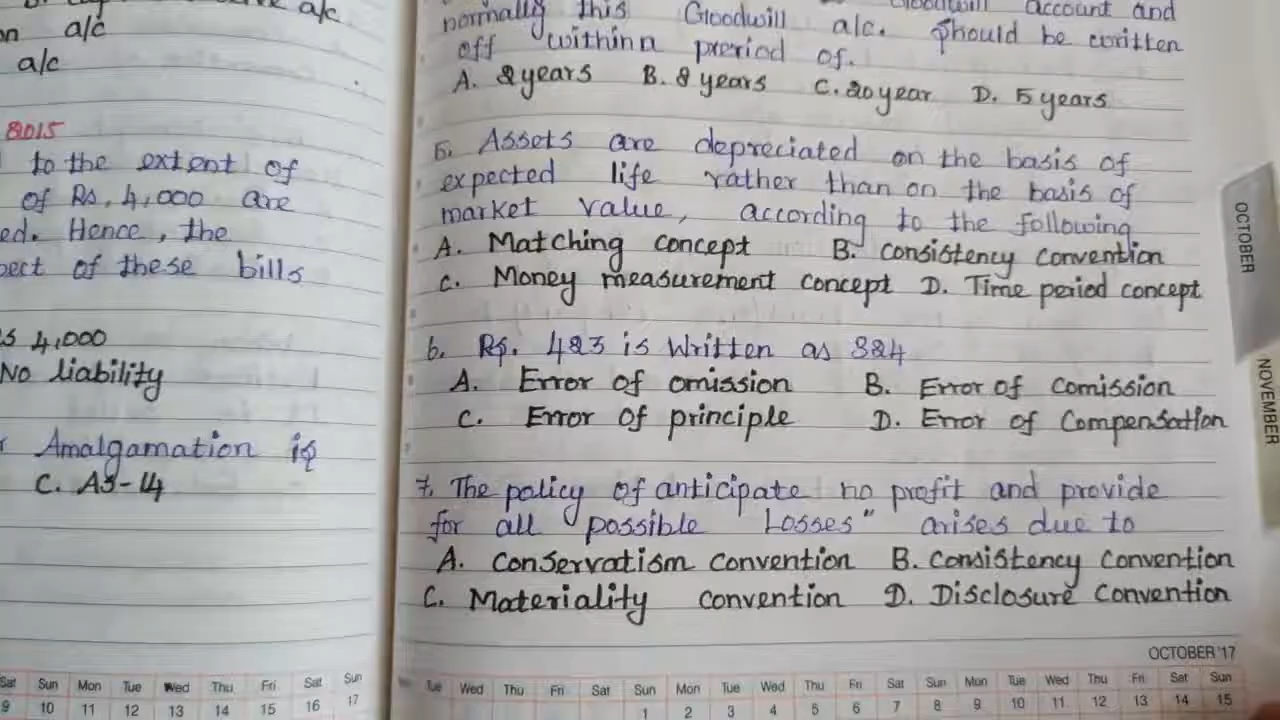 a/c
a/c
a/c
8015
to the extent of
of Rs, 4,000 are
ed. Hence, the
pect of these bills
4,000
No liability
Amalgamation is
C. AS-14
account and
normally this Goodwill a/c. should be written
off within a preriod of.
A. 2 years B. 8 years C. 20 year D. 5 years
5. Assets are depreciated on the basis of
expected life rather than on the basis of
market value, according to the following
A. Matching concept B. consistency convention
C. Money measurement concept D. Time period concept
6. Rs. 423 is written as 324
A. Error of omission B. Error of comission
C. Error of principle D. Error of Compensation
7. The policy of anticipate no profit and provide
for all possible Losses" arises due to
A. Conservatism convention B. Consistency Convention
C. Materiality convention D. Disclosure Convention
OCTOBER
NOVEMBER
OCTOBER '17
Sat Sun Mon Tue Wed Thu Fri Sat Sun
9 10 11 12 13 14 15 16 17
Tue Wed Thu Fri Sat Sun Mon Tue Wed Thu Fri Sat Sun Mon Tue Wed Thu Fri Sat Sun
1 2 3 4 5 6 7 8 9 10 11 12 13 14 15